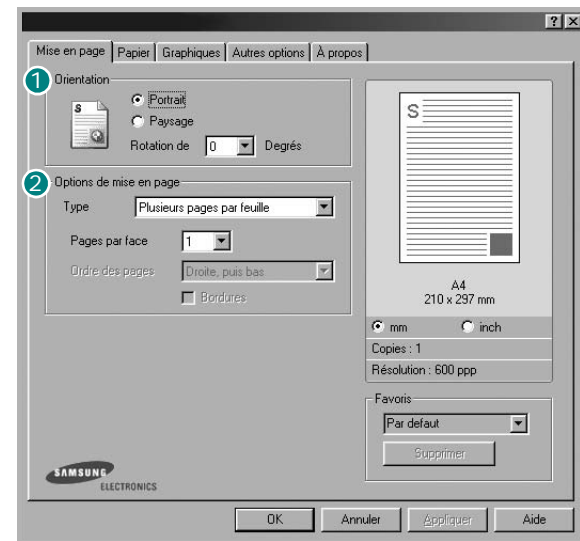 Mise en page Papier Graphiques Autres options À propos
1 Orientation
S
Portrait
Paysage
Rotation de 0 Degrés
2 Options de mise en page
Type Plusieurs pages par feuille
Pages par face 1
Ordre des pages Droite, puis bas
Bordures
S
A4
210 x 297 mm
mm inch
Copies : 1
Résolution : 600 ppp
Favoris
Par defaut
Supprimer
SAMSUNG
ELECTRONICS
OK Annuler Appliquer Aide